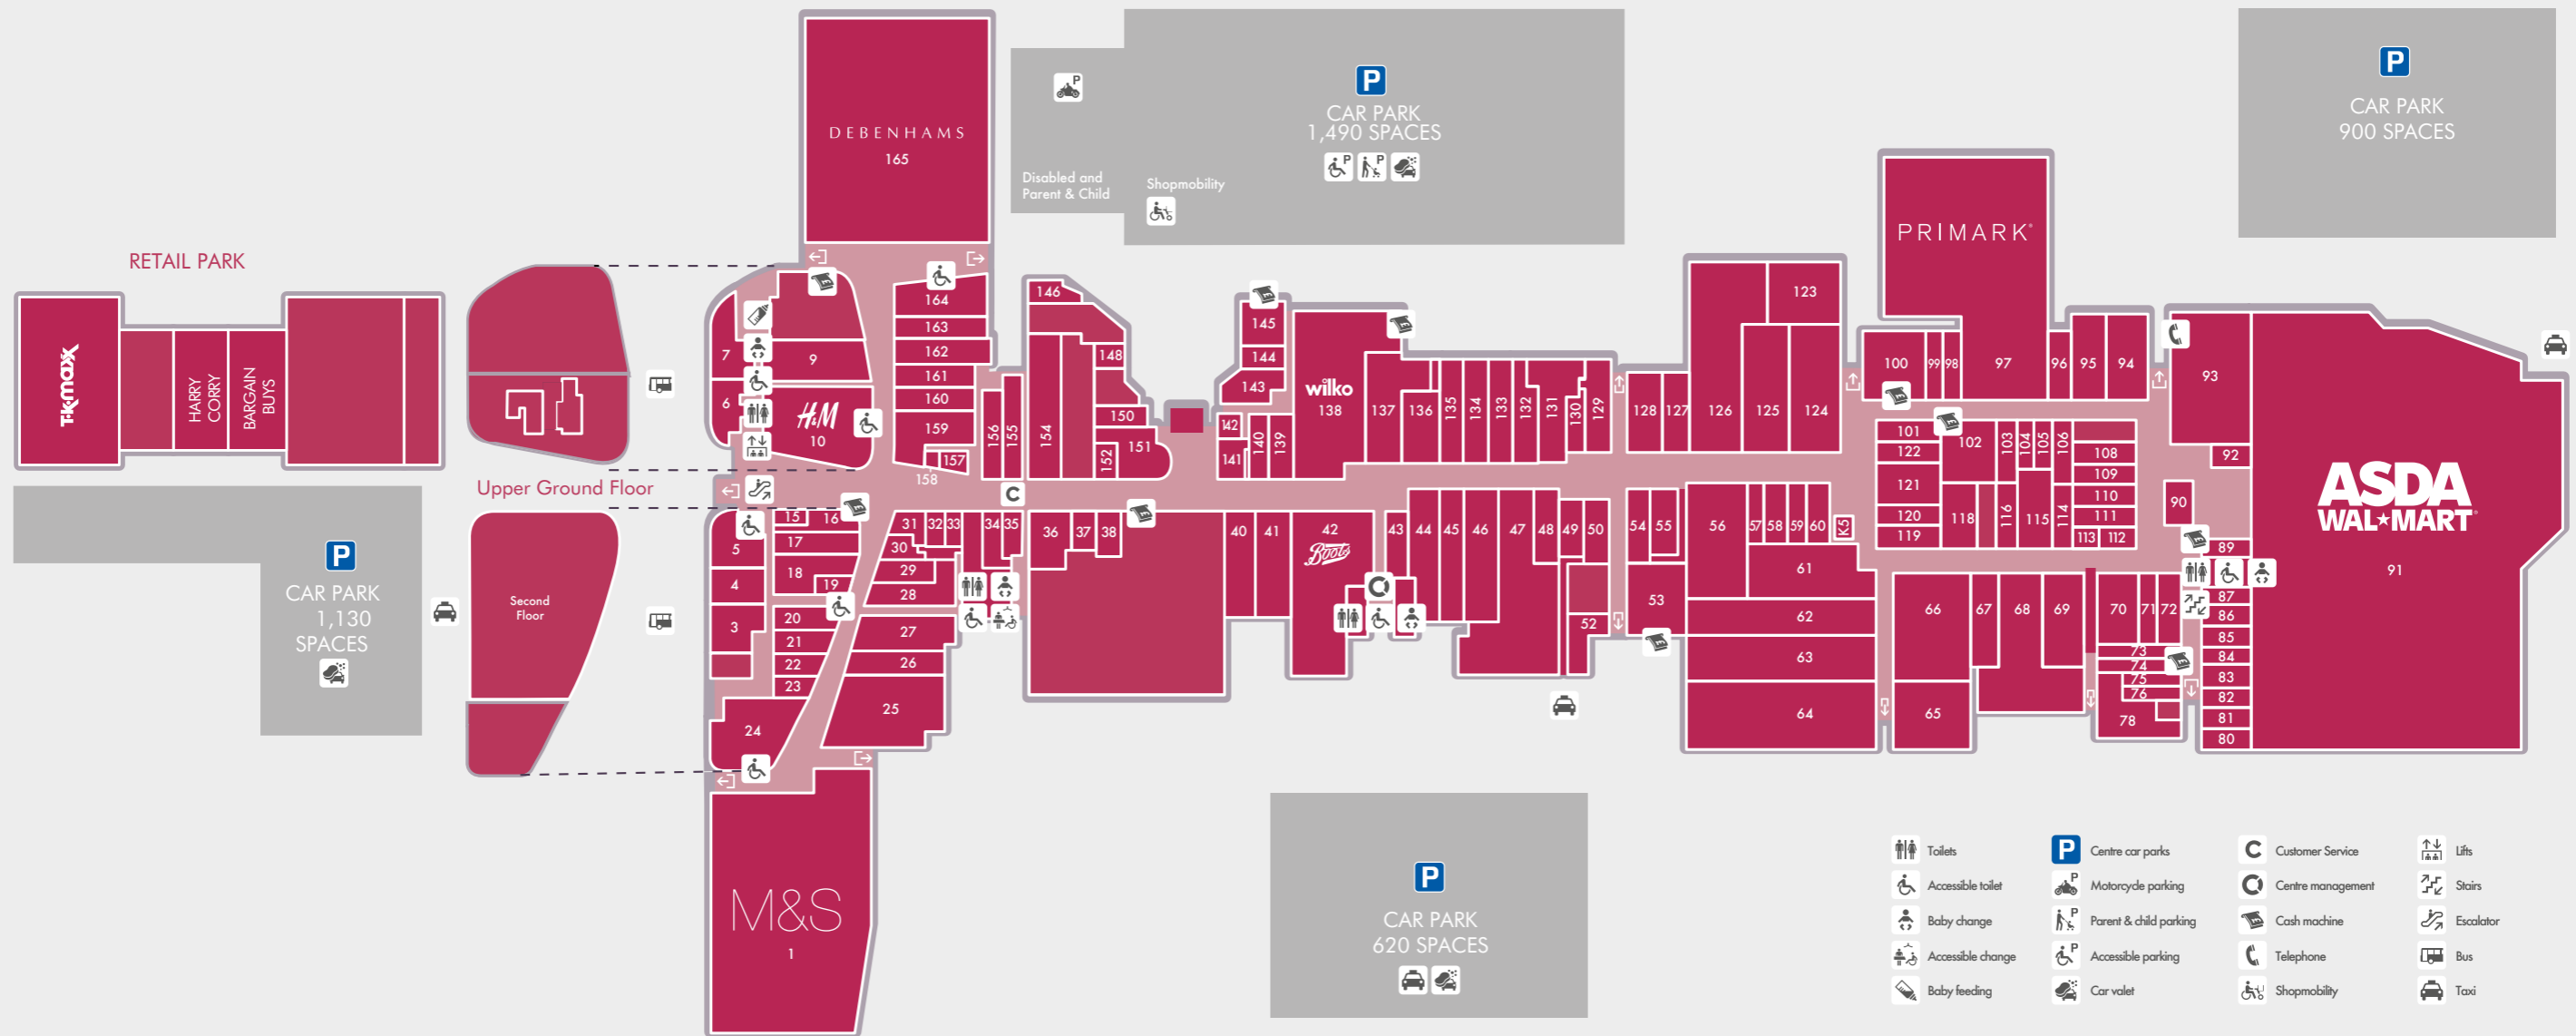 DEBENHAMS
165
Disabled and
Parent & Child
Shopmobility
P
CAR PARK
1,490 SPACES
P
CAR PARK
900 SPACES
RETAIL PARK
TK·maxx
HARRY
CORRY
BARGAIN
BUYS
P
CAR PARK
1,130
SPACES
Upper Ground Floor
Second
Floor
7
6
9
H&M
10
164
163
162
161
160
159
157
158
156
155
C
146
154
148
150
151
152
145
144
143
142
141
140
139
wilko
138
137
136
135
134
133
132
131
130
129
128
127
126
125
124
123
PRIMARK
100
99
98
97
96
95
94
93
92
101
122
121
120
119
102
118
103
116
104
105
115
106
114
108
109
110
111
113
112
90
89
87
86
85
84
83
82
81
80
ASDA
WAL★MART
91
5
4
3
15
16
17
18
19
20
21
22
23
24
31
32
33
34
35
30
29
28
27
26
25
36
37
38
40
41
42
Boots
43
44
45
46
47
48
49
50
52
54
55
53
56
57
58
59
60
K5
61
62
63
64
66
65
67
68
69
70
71
72
73
74
75
76
78
M&S
1
P
CAR PARK
620 SPACES
Toilets
Accessible toilet
Baby change
Accessible change
Baby feeding
P
Centre car parks
Motorcycle parking
Parent & child parking
Accessible parking
Car valet
C
Customer Service
Centre management
Cash machine
Telephone
Shopmobility
Lifts
Stairs
Escalator
Bus
Taxi